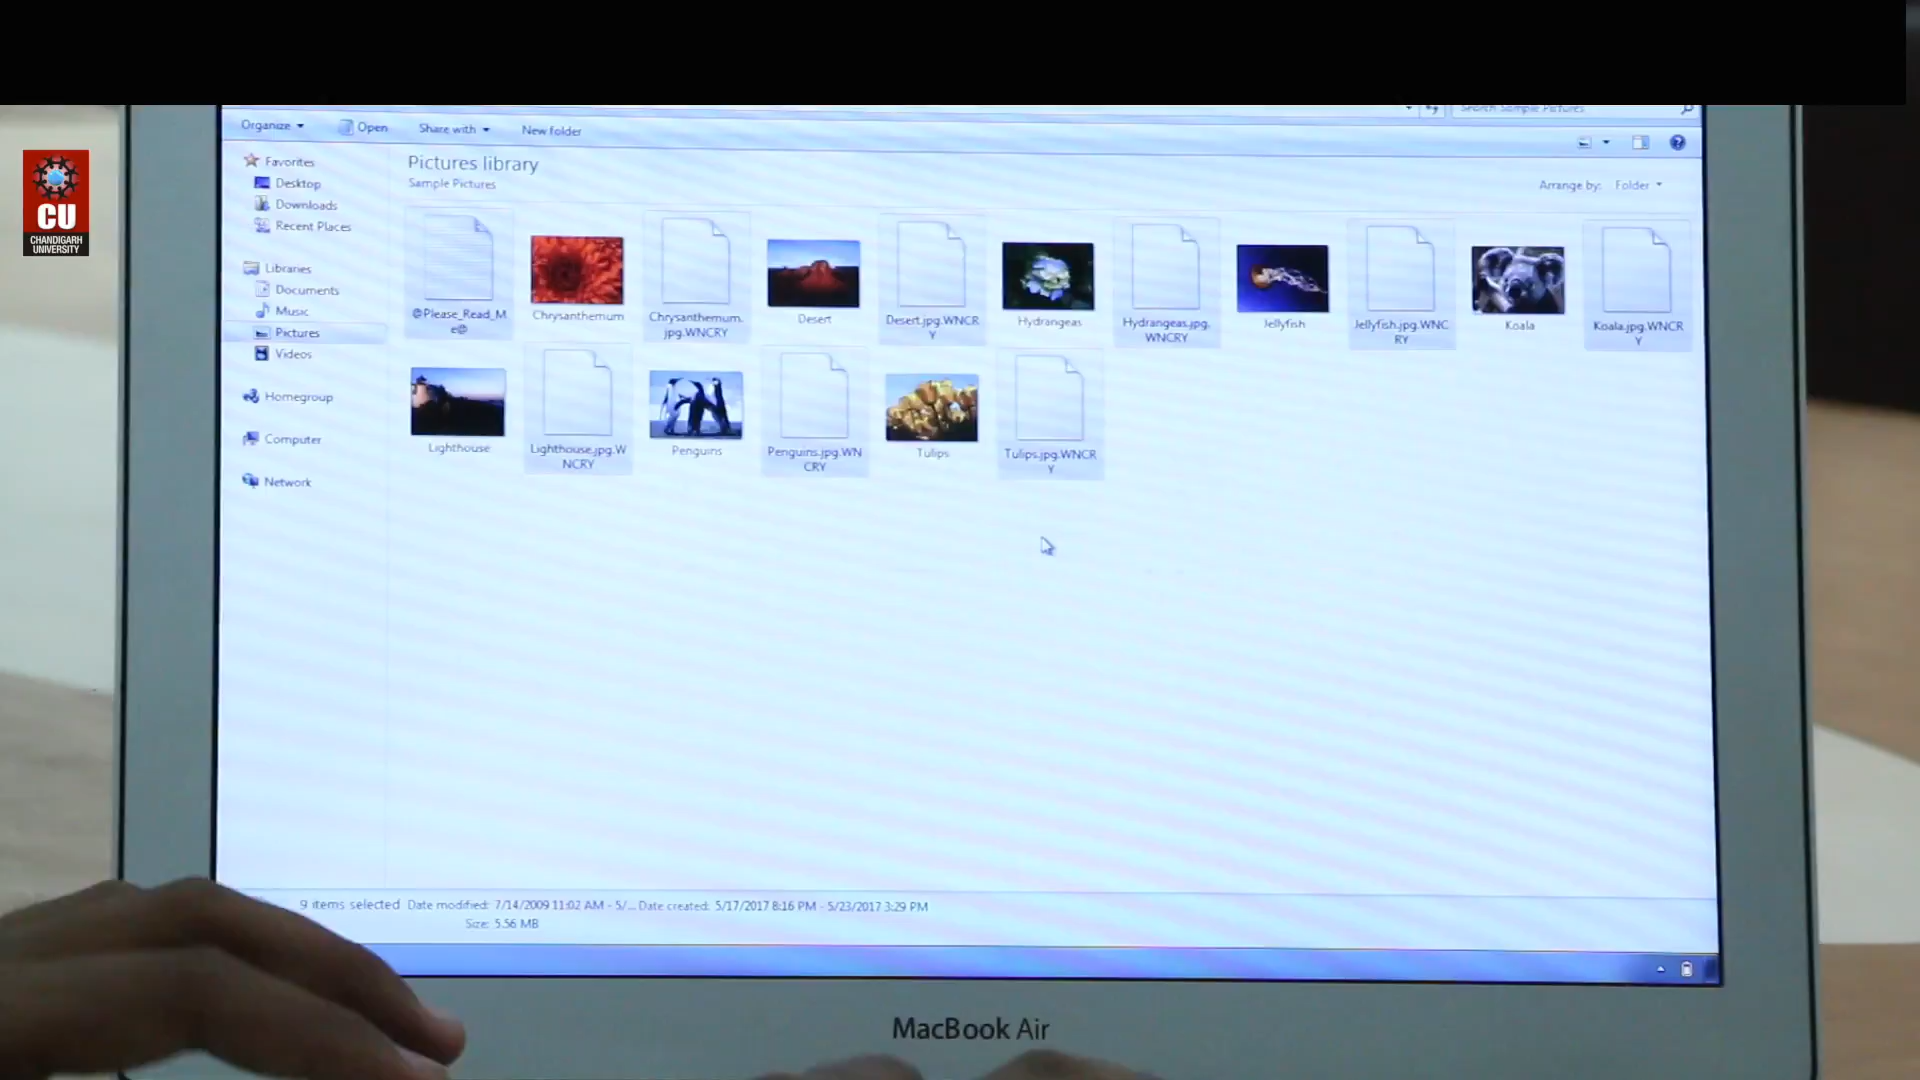 Search Sample Pictures
Organize Open Share with New folder
Pictures library
Sample Pictures
Arrange by: Folder
Favorites
Desktop
Downloads
Recent Places
Libraries
Documents
Music
Pictures
Videos
Homegroup
Computer
Network
@Please_Read_M
e@
Chrysanthemum
Chrysanthemum.
jpg.WNCRY
Desert
Desert.jpg.WNCR
Y
Hydrangeas
Hydrangeas.jpg.
WNCRY
Jellyfish
Jellyfish.jpg.WNC
RY
Koala
Koala.jpg.WNCR
Y
Lighthouse
Lighthouse.jpg.W
NCRY
Penguins
Penguins.jpg.WN
CRY
Tulips
Tulips.jpg.WNCR
Y
9 items selected Date modified: 7/14/2009 11:02 AM - 5/... Date created: 5/17/2017 8:16 PM - 5/23/2017 3:29 PM
Size: 5.56 MB
MacBook Air
CU
CHANDIGARH
UNIVERSITY